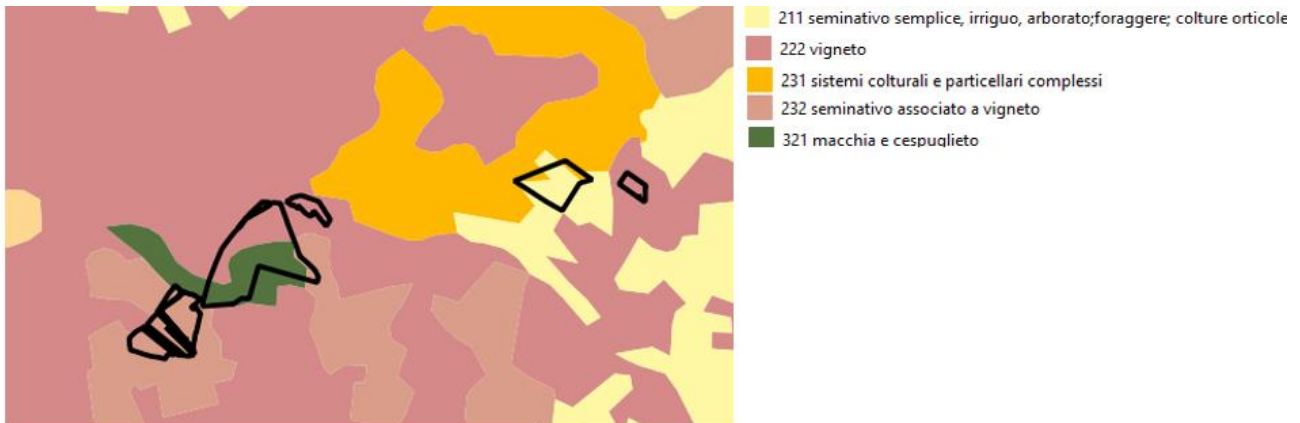 211 seminativo semplice, irriguo, arborato;foraggere; colture orticole
222 vigneto
231 sistemi colturali e particellari complessi
232 seminativo associato a vigneto
321 macchia e cespuglieto